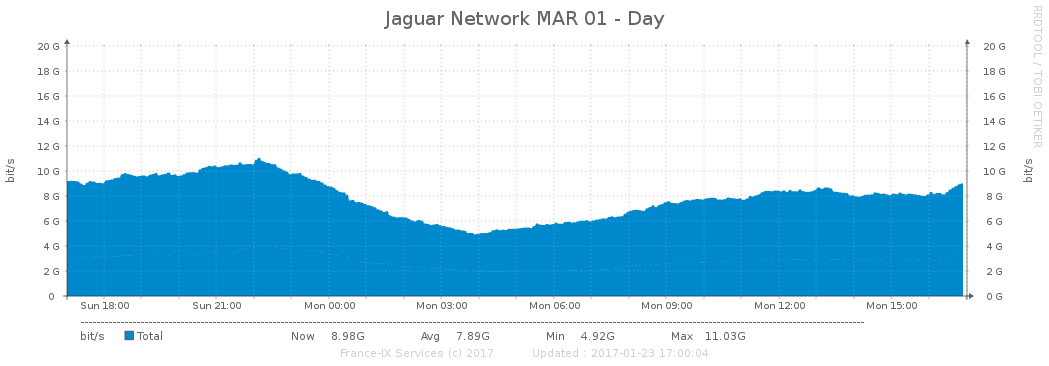 Jaguar Network MAR 01 - Day
RRDTOOL / TOBI OETIKER
20 G 20 G
18 G 18 G
16 G 16 G
14 G 14 G
12 G 12 G
10 G 10 G
8 G 8 G
6 G 6 G
4 G 4 G
2 G 2 G
0 0 G
bit/s bit/s
Sun 18:00 Sun 21:00 Mon 00:00 Mon 03:00 Mon 06:00 Mon 09:00 Mon 12:00 Mon 15:00
bit/s Total Now 8.98G Avg 7.89G Min 4.92G Max 11.03G
France-IX Services (c) 2017 Updated : 2017-01-23 17:00:04